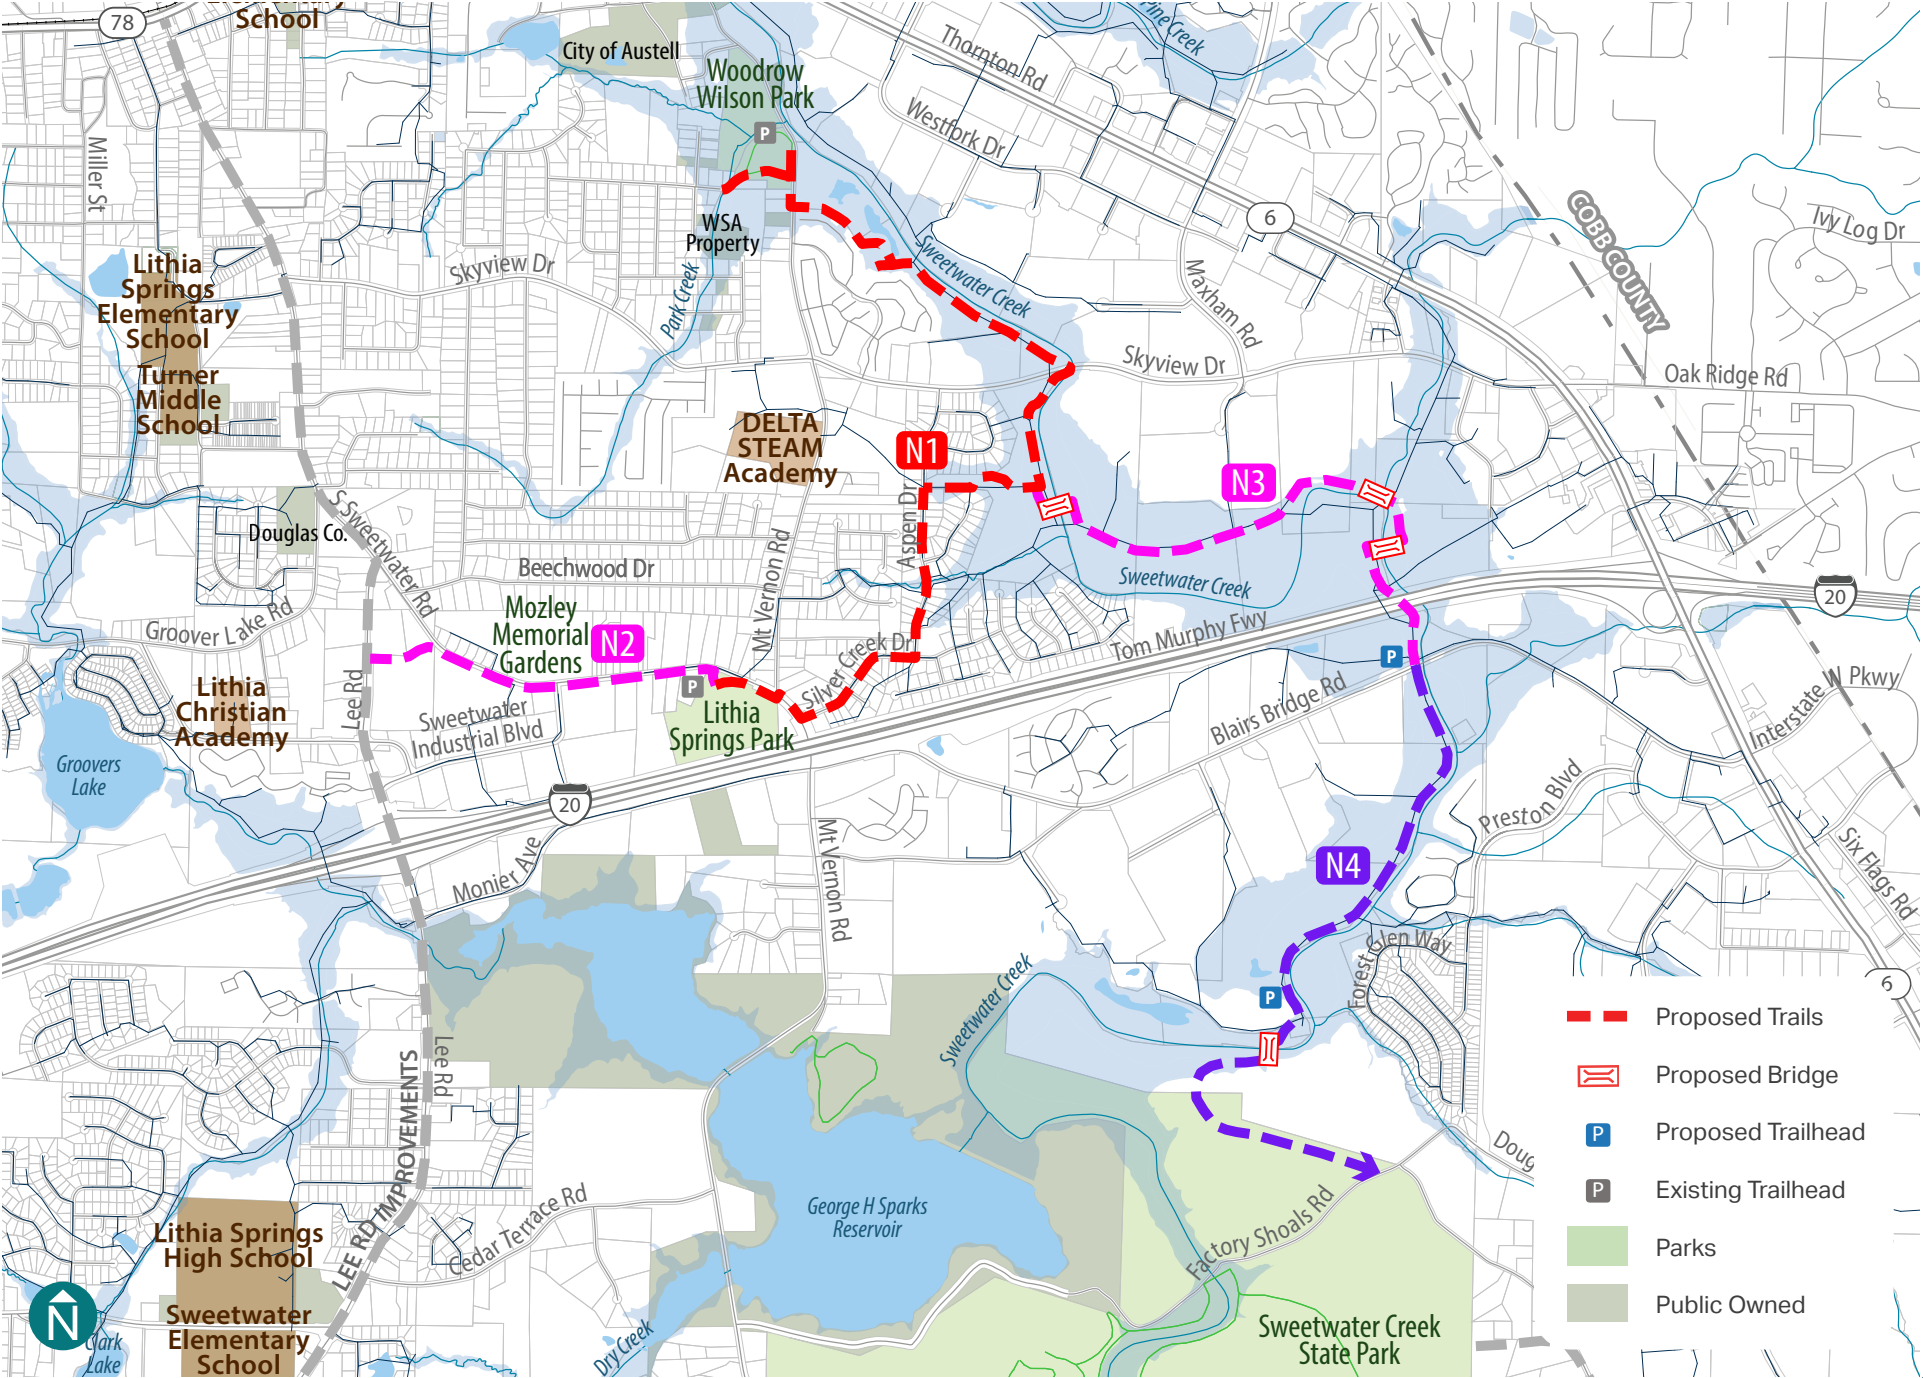 78
School
City of Austell
Woodrow
Wilson Park
P
Pine Creek
Thornton Rd
Westfork Dr
6
COBB COUNTY
Ivy Log Dr
Miller St
WSA
Property
Skyview Dr
Park Creek
Sweetwater Creek
Maxham Rd
Skyview Dr
Oak Ridge Rd
Lithia
Springs
Elementary
School
Turner
Middle
School
DELTA
STEAM
Academy
N1
Aspen Dr
N3
Douglas Co.
S Sweetwater Rd
Beechwood Dr
Mt Vernon Rd
Sweetwater Creek
20
Groover Lake Rd
Mozley
Memorial
Gardens
N2
Silver Creek Dr
Tom Murphy Fwy
P
Lee Rd
Lithia
Christian
Academy
P
Lithia
Springs Park
Sweetwater
Industrial Blvd
Blairs Bridge Rd
Interstate W Pkwy
Groovers
Lake
20
Preston Blvd
Monier Ave
Mt Vernon Rd
N4
Six Flags Rd
Forest Glen Way
Sweetwater Creek
P
6
Lee Rd
LEE RD IMPROVEMENTS
Proposed Trails
Proposed Bridge
P
Proposed Trailhead
P
Existing Trailhead
Parks
Public Owned
Doug
George H Sparks
Reservoir
Cedar Terrace Rd
Factory Shoals Rd
Lithia Springs
High School
Sweetwater
Elementary
School
N
Clark
Lake
Dry Creek
Sweetwater Creek
State Park